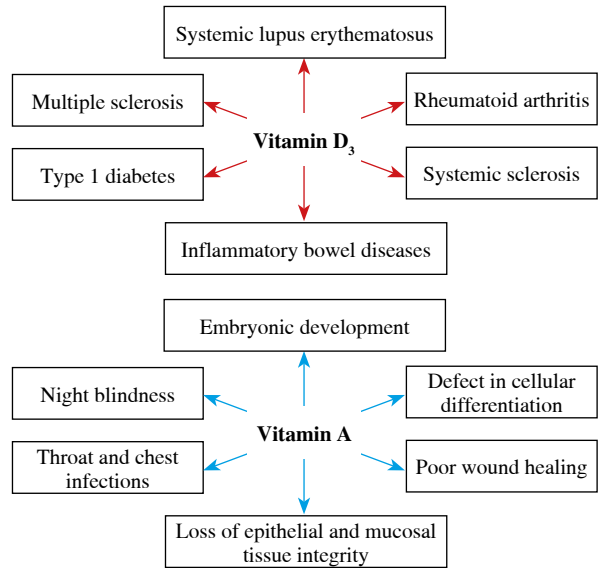 Systemic lupus erythematosus
Multiple sclerosis
Rheumatoid arthritis
Vitamin D₃
Type 1 diabetes
Systemic sclerosis
Inflammatory bowel diseases
Embryonic development
Night blindness
Defect in cellular
differentiation
Vitamin A
Throat and chest
infections
Poor wound healing
Loss of epithelial and mucosal
tissue integrity